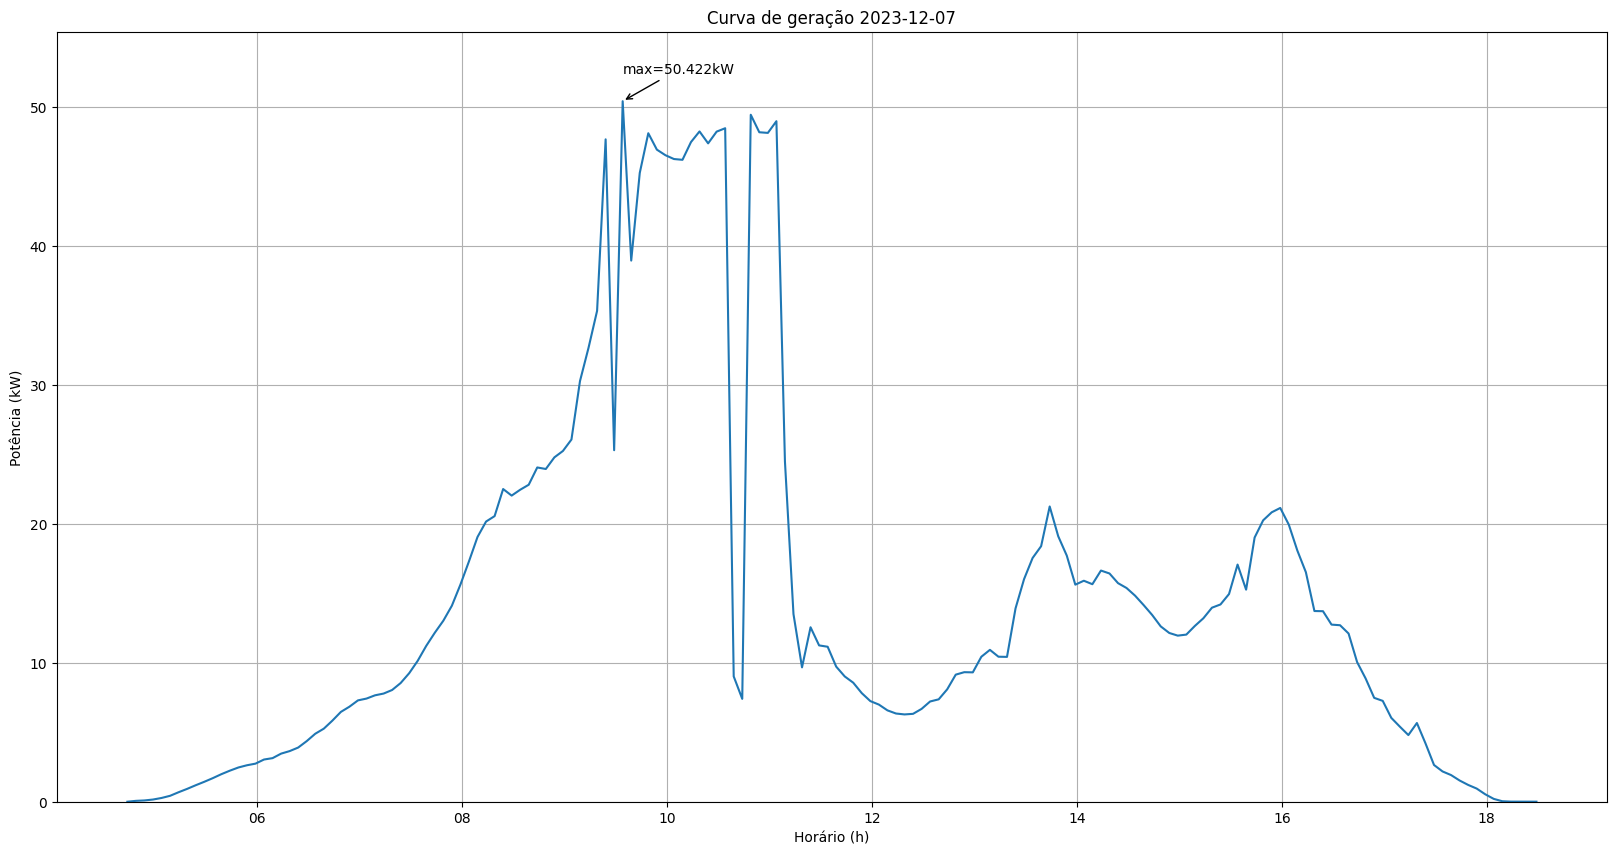 Curva de geração 2023-12-07
max=50.422kW
50
40
30
20
10
0
Potência (kW)
06 08 10 12 14 16 18
Horário (h)